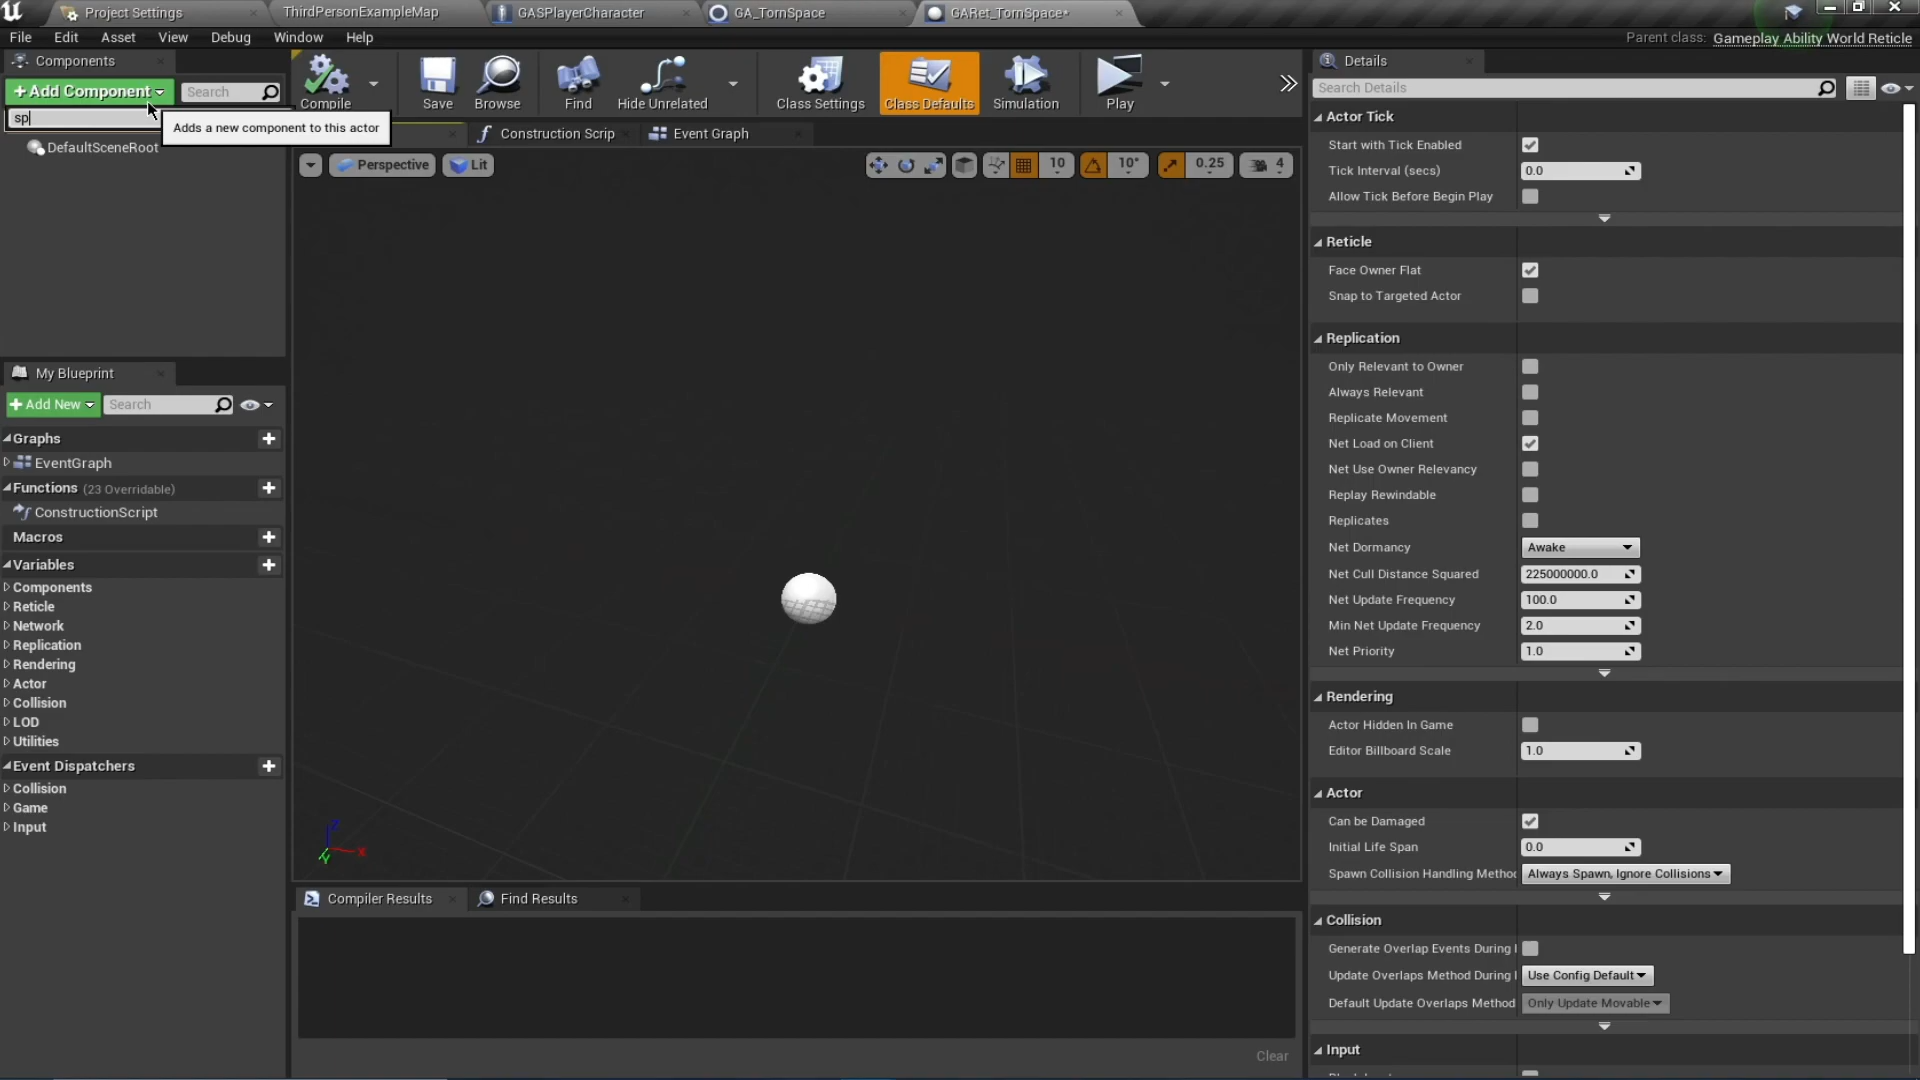 Project Settings
ThirdPersonExampleMap
GASPlayerCharacter
GA_TornSpace
GARet_TornSpace*
File Edit Asset View Debug Window Help
Parent class: Gameplay Ability World Reticle
Components
+Add Component
Search
sp
Adds a new component to this actor
DefaultSceneRoot
Compile
Save
Browse
Find
Hide Unrelated
Class Settings
Class Defaults
Simulation
Play
Construction Scrip
Event Graph
Perspective
Lit
10
10°
0.25
4
My Blueprint
+Add New
Search
Graphs
EventGraph
Functions (23 Overridable)
ConstructionScript
Macros
Variables
Components
Reticle
Network
Replication
Rendering
Actor
Collision
LOD
Utilities
Event Dispatchers
Collision
Game
Input
Z
X
Y
Compiler Results
Find Results
Clear
Details
Search Details
Actor Tick
Start with Tick Enabled
Tick Interval (secs) 0.0
Allow Tick Before Begin Play
Reticle
Face Owner Flat
Snap to Targeted Actor
Replication
Only Relevant to Owner
Always Relevant
Replicate Movement
Net Load on Client
Net Use Owner Relevancy
Replay Rewindable
Replicates
Net Dormancy Awake
Net Cull Distance Squared 225000000.0
Net Update Frequency 100.0
Min Net Update Frequency 2.0
Net Priority 1.0
Rendering
Actor Hidden In Game
Editor Billboard Scale 1.0
Actor
Can be Damaged
Initial Life Span 0.0
Spawn Collision Handling Method Always Spawn, Ignore Collisions
Collision
Generate Overlap Events During
Update Overlaps Method During Use Config Default
Default Update Overlaps Method Only Update Movable
Input